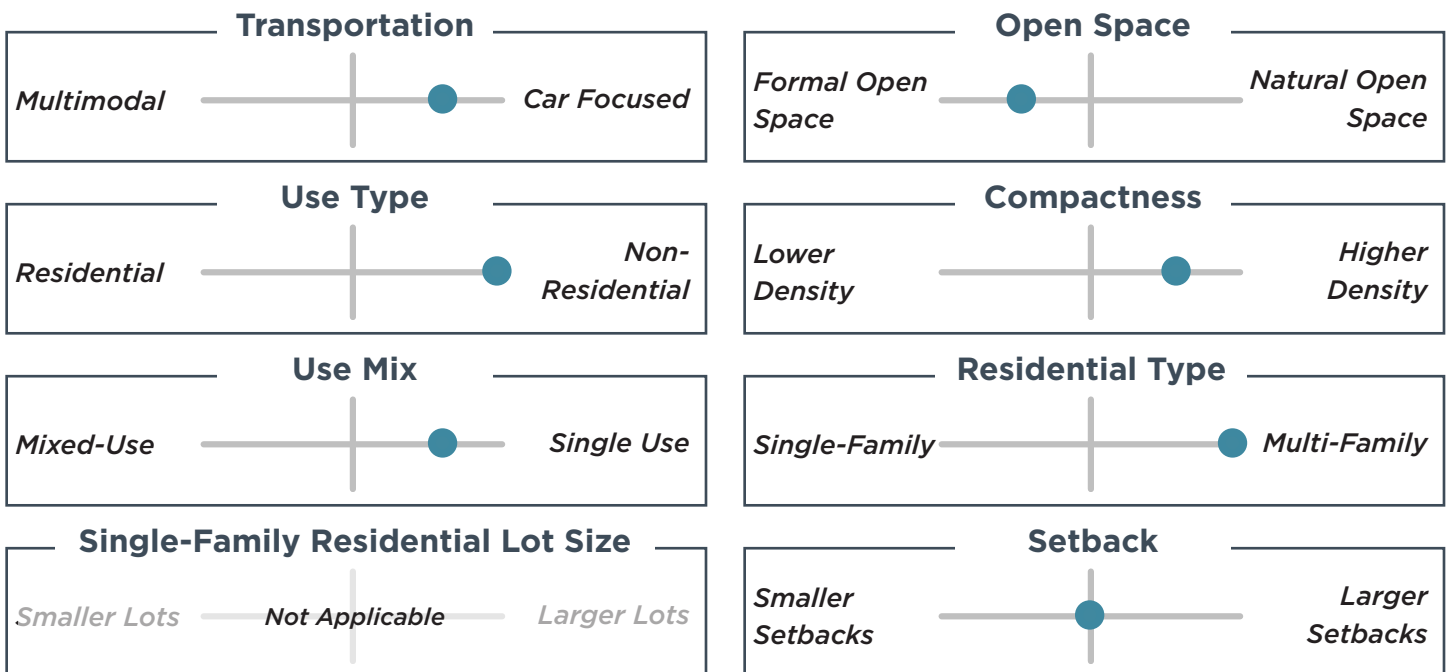 Transportation
Multimodal
Car Focused
Open Space
Formal Open
Space
Natural Open
Space
Use Type
Residential
Non-
Residential
Compactness
Lower
Density
Higher
Density
Use Mix
Mixed-Use
Single Use
Residential Type
Single-Family
Multi-Family
Single-Family Residential Lot Size
Smaller Lots
Not Applicable
Larger Lots
Setback
Smaller
Setbacks
Larger
Setbacks